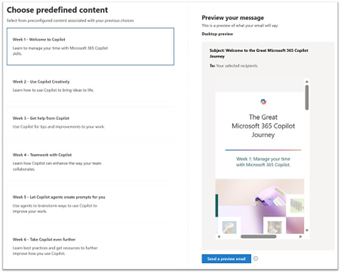 Choose predefined content
Select from preconfigured content associated with your previous choices.
Week 1 - Welcome to Copilot
Learn to manage your time with Microsoft 365 Copilot
skills.
Week 2 - Use Copilot Creatively
Learn how to use Copilot to bring ideas to life.
Week 3 - Get help from Copilot
Use Copilot for tips and improvements to your work.
Week 4 - Teamwork with Copilot
Learn how Copilot can enhance the way your team
collaborates.
Week 5 - Let Copilot agents create prompts for you
Use agents to brainstorm ways to use Copilot to
improve your work.
Week 6 - Take Copilot even further
Learn best practices and get resources to further
improve how you use Copilot.
Preview your message
This is a preview of what your email will say.
Desktop preview
Subject: Welcome to the Great Microsoft 365 Copilot
Journey
To: Your selected recipients
The Great
Microsoft 365 Copilot
Journey
Week 1: Manage your time
with Microsoft 365 Copilot.
Send a preview email